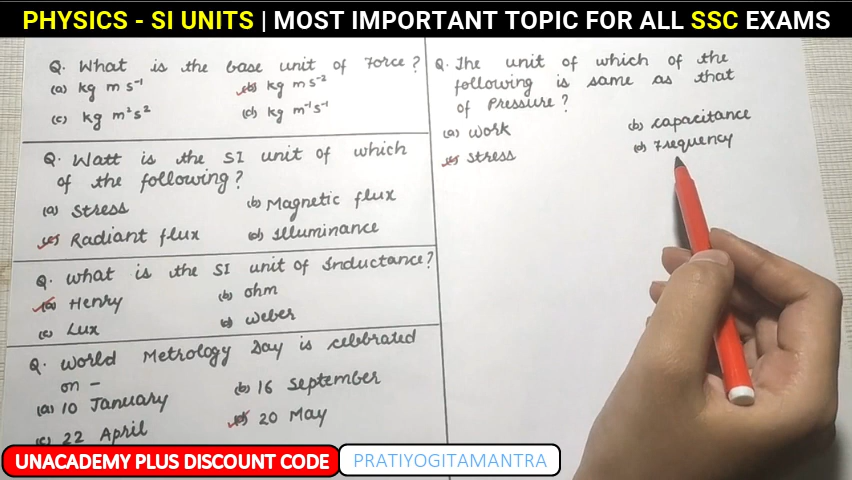 PHYSICS - SI UNITS | MOST IMPORTANT TOPIC FOR ALL SSC EXAMS
Q. What is the base unit of Force?
(a) kg m s⁻¹ (b) kg m s⁻²
(c) kg m² s² (d) kg m⁻¹ s⁻¹
Q. Watt is the SI unit of which
of the following?
(a) Stress (b) Magnetic flux
(c) Radiant flux (d) Illuminance
Q. What is the SI unit of Inductance?
(a) Henry (b) ohm
(c) Lux (d) weber
Q. World Metrology Day is celebrated
on -
(a) 10 January (b) 16 September
(c) 22 April (d) 20 May
Q. The unit of which of the
following is same as that
of Pressure?
(a) work (b) capacitance
(c) stress (d) Frequency
UNACADEMY PLUS DISCOUNT CODE PRATIYOGITAMANTRA